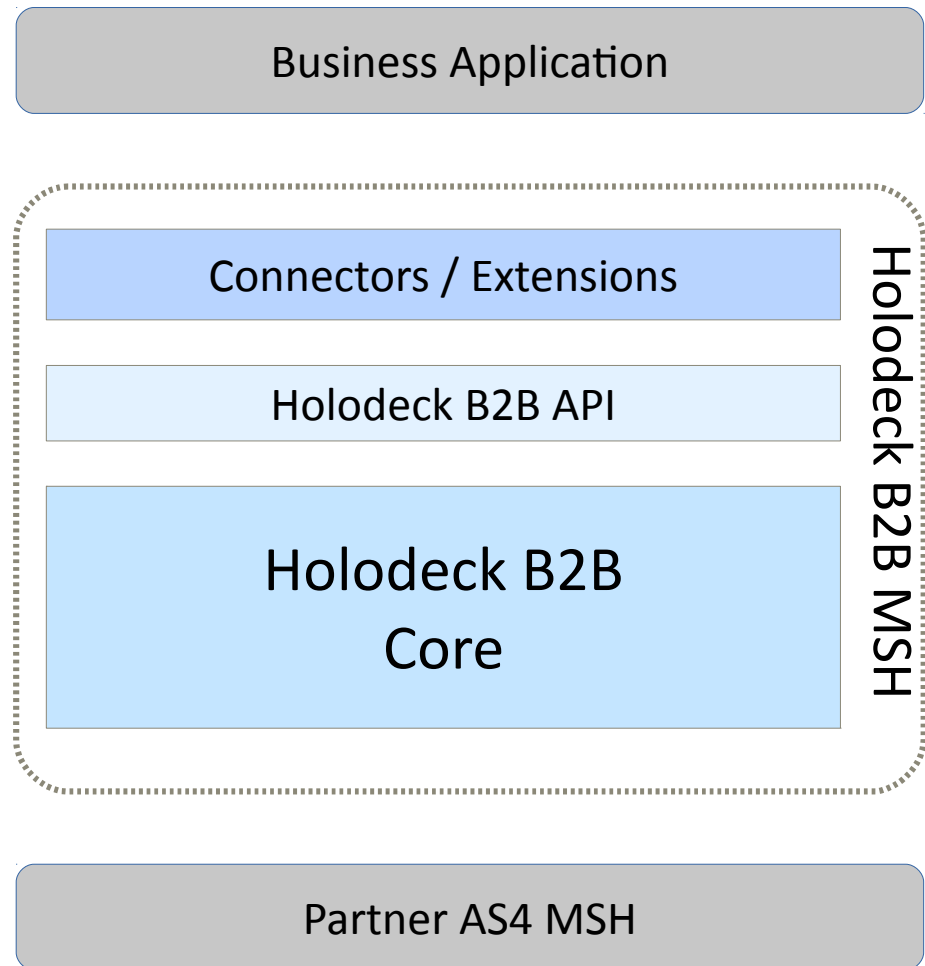 Business Application
Connectors / Extensions
Holodeck B2B API
Holodeck B2B
Core
Holodeck B2B MSH
Partner AS4 MSH